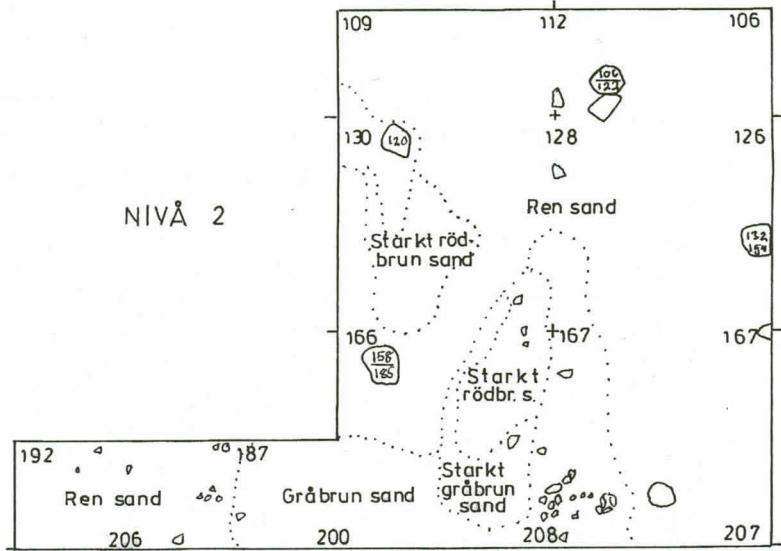 109 112 106
106
122
130 120 128 126
NIVÅ 2
Ren sand
132
154
Starkt röd-
brun sand
166 167 167
158
185
Starkt
rödbr. s.
192 187
Ren sand
Gråbrun sand
Starkt
gråbrun
sand
206 200 208 207